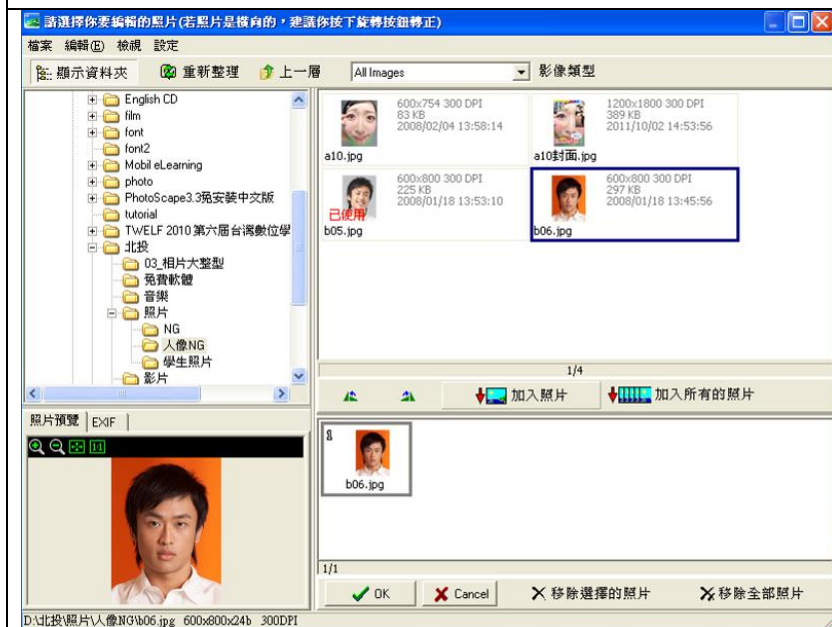 請選擇你要編輯的照片(若照片是橫向的，建議你按下旋轉按鈕轉正)
檔案 編輯(E) 檢視 設定
顯示資料夾 重新整理 上一層 All Images 影像類型
English CD
film
font
font2
Mobil eLearning
photo
PhotoScape3.3免安裝中文版
tutorial
TWELF 2010 第六届台灣數位學
北投
03_相片大整型
免費軟體
音樂
照片
NG
人像NG
學生照片
影片
600x754 300 DPI
83 KB
2008/02/04 13:58:14
a10.jpg
1200x1800 300 DPI
389 KB
2011/10/02 14:53:56
a10封面.jpg
600x800 300 DPI
225 KB
2008/01/18 13:53:10
已使用
b05.jpg
600x800 300 DPI
297 KB
2008/01/18 13:45:56
b06.jpg
1/4
加入照片 加入所有的照片
照片預覽 EXIF
1:1
1
b06.jpg
1/1
OK Cancel 移除選擇的照片 移除全部照片
D:\北投\照片\人像NG\b06.jpg 600x800x24b 300DPI